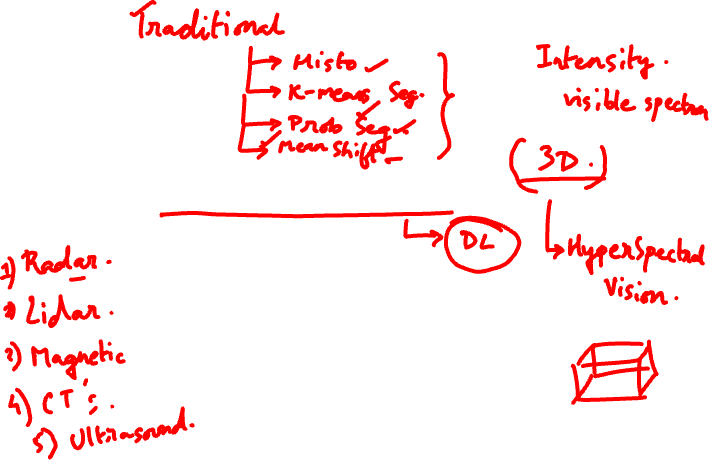 Traditional
Histo
K-means Seg.
Prob Seg.
Mean Shift
Intensity.
visible spectra
(3D.)
DL
HyperSpectral
Vision.
1) Radar.
2) Lidar.
3) Magnetic
4) CT's.
5) Ultrasound.